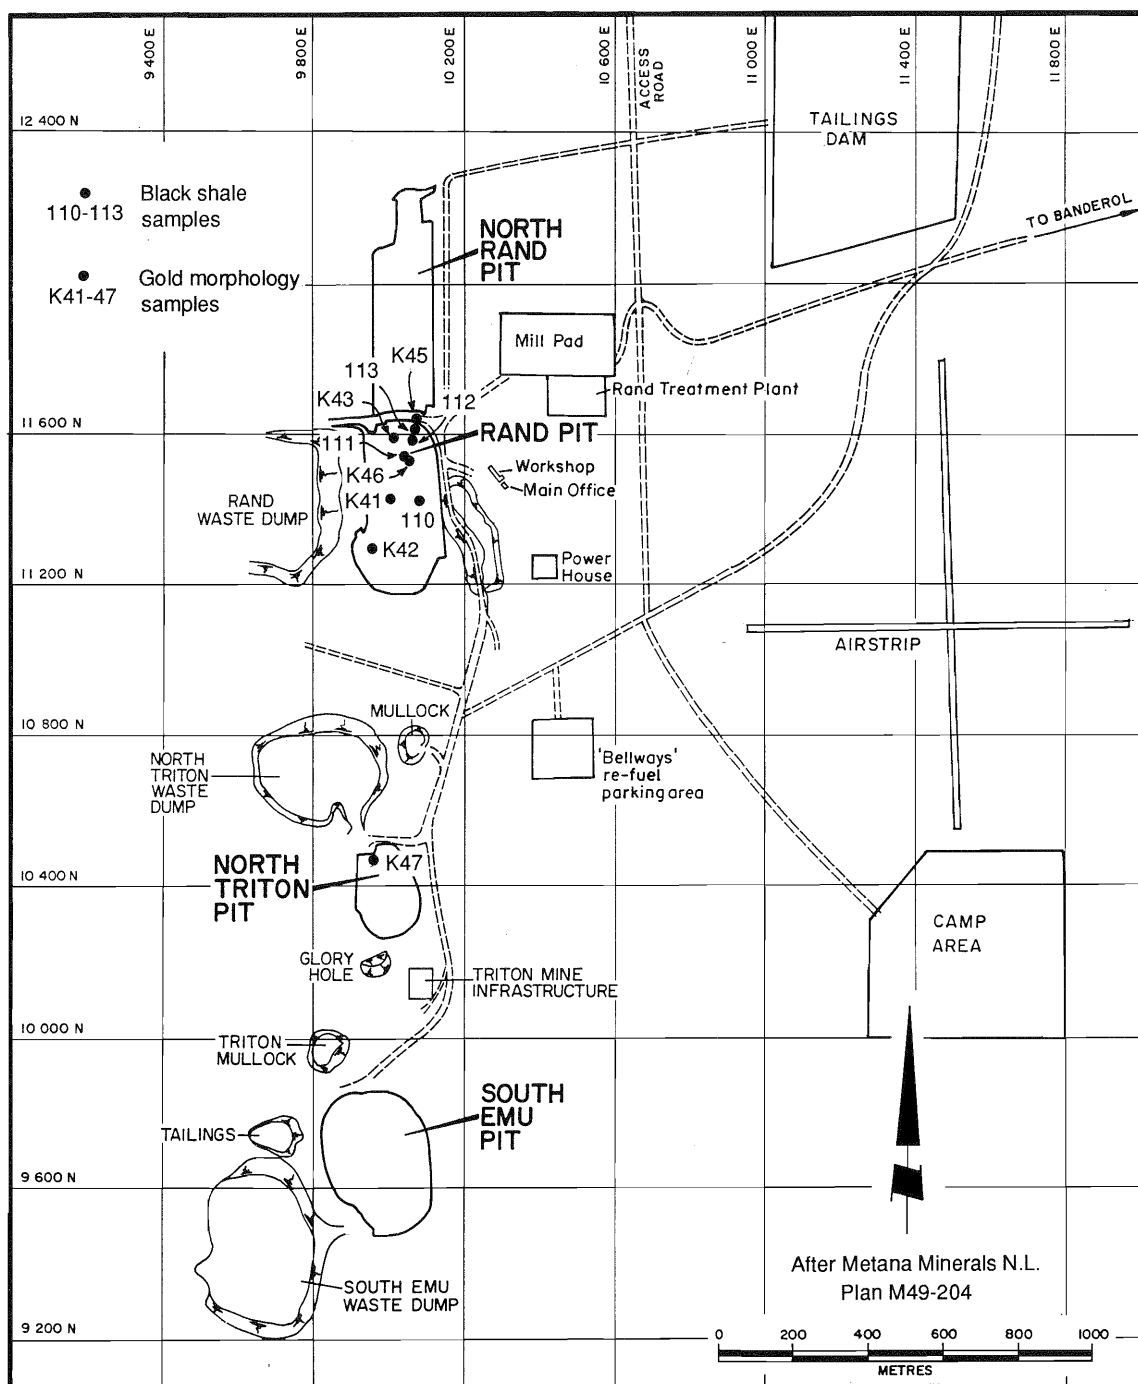 9 400 E
9 800 E
10 200 E
10 600 E
11 000 E
11 400 E
11 800 E
ACCESS
ROAD
12 400 N
TAILINGS
DAM
TO BANDEROL
110-113
Black shale
samples
K41-47
Gold morphology
samples
NORTH
RAND
PIT
Mill Pad
Rand Treatment Plant
K45
113
K43
112
11 600 N
111
RAND PIT
K46
Workshop
Main Office
K41
110
RAND
WASTE DUMP
K42
Power
House
11 200 N
AIRSTRIP
MULLOCK
10 800 N
NORTH
TRITON
WASTE
DUMP
'Bellways'
re-fuel
parking area
K47
NORTH
TRITON
PIT
10 400 N
CAMP
AREA
GLORY
HOLE
TRITON MINE
INFRASTRUCTURE
10 000 N
TRITON
MULLOCK
SOUTH
EMU
PIT
TAILINGS
9 600 N
SOUTH EMU
WASTE DUMP
After Metana Minerals N.L.
Plan M49-204
9 200 N
0 200 400 600 800 1000
METRES